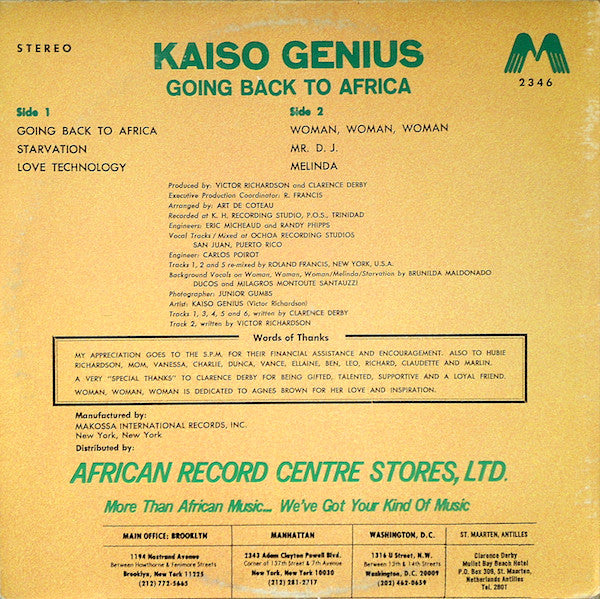 STEREO
KAISO GENIUS
GOING BACK TO AFRICA
2346
Side 1
GOING BACK TO AFRICA
STARVATION
LOVE TECHNOLOGY
Side 2
WOMAN, WOMAN, WOMAN
MR. D. J.
MELINDA
Produced by: VICTOR RICHARDSON and CLARENCE DERBY
Executive Production Coordinator: R. FRANCIS
Arranged by: ART DE COTEAU
Recorded at K. H. RECORDING STUDIO, P.O.S., TRINIDAD
Engineers: ERIC MICHEAUD and RANDY PHIPPS
Vocal Tracks / Mixed at OCHOA RECORDING STUDIOS
SAN JUAN, PUERTO RICO
Engineer: CARLOS POIROT
Tracks 1, 2 and 5 re-mixed by ROLAND FRANCIS, NEW YORK, U.S.A.
Background Vocals on Woman, Woman, Woman/Melinda/Starvation by BRUNILDA MALDONADO
DUCOS and MILAGROS MONTOUTE SANTAUZZI
Photographer: JUNIOR GUMBS
Artist: KAISO GENIUS (Victor Richardson)
Tracks 1, 3, 4, 5 and 6, written by CLARENCE DERBY
Track 2, written by VICTOR RICHARDSON
Words of Thanks
MY APPRECIATION GOES TO THE S.P.M. FOR THEIR FINANCIAL ASSISTANCE AND ENCOURAGEMENT. ALSO TO HUBIE
RICHARDSON, MOM, VANESSA, CHARLIE, DUNCA, VANCE, ELLAINE, BEN, LEO, RICHARD, CLAUDETTE and MARLIN.
A VERY "SPECIAL THANKS" TO CLARENCE DERBY FOR BEING GIFTED, TALENTED, SUPPORTIVE AND A LOYAL FRIEND.
WOMAN, WOMAN, WOMAN IS DEDICATED TO AGNES BROWN FOR HER LOVE AND INSPIRATION.
Manufactured by:
MAKOSSA INTERNATIONAL RECORDS, INC.
New York, New York
Distributed by:
AFRICAN RECORD CENTRE STORES, LTD.
More Than African Music... We've Got Your Kind Of Music
MAIN OFFICE: BROOKLYN
1194 Nostrand Avenue
Between Hawthorne & Fenimore Streets
Brooklyn, New York 11225
(212) 772-5665
MANHATTAN
2343 Adam Clayton Powell Blvd.
Corner of 137th Street & 7th Avenue
New York, New York 10030
(212) 281-2717
WASHINGTON, D.C.
1316 U Street, N.W.
Between 13th & 14th Streets
Washington, D.C. 20009
(202) 462-0639
ST. MAARTEN, ANTILLES
Clarence Derby
Mullet Bay Beach Hotel
P.O. Box 309, St. Maarten,
Netherlands Antilles
Tel. 2801